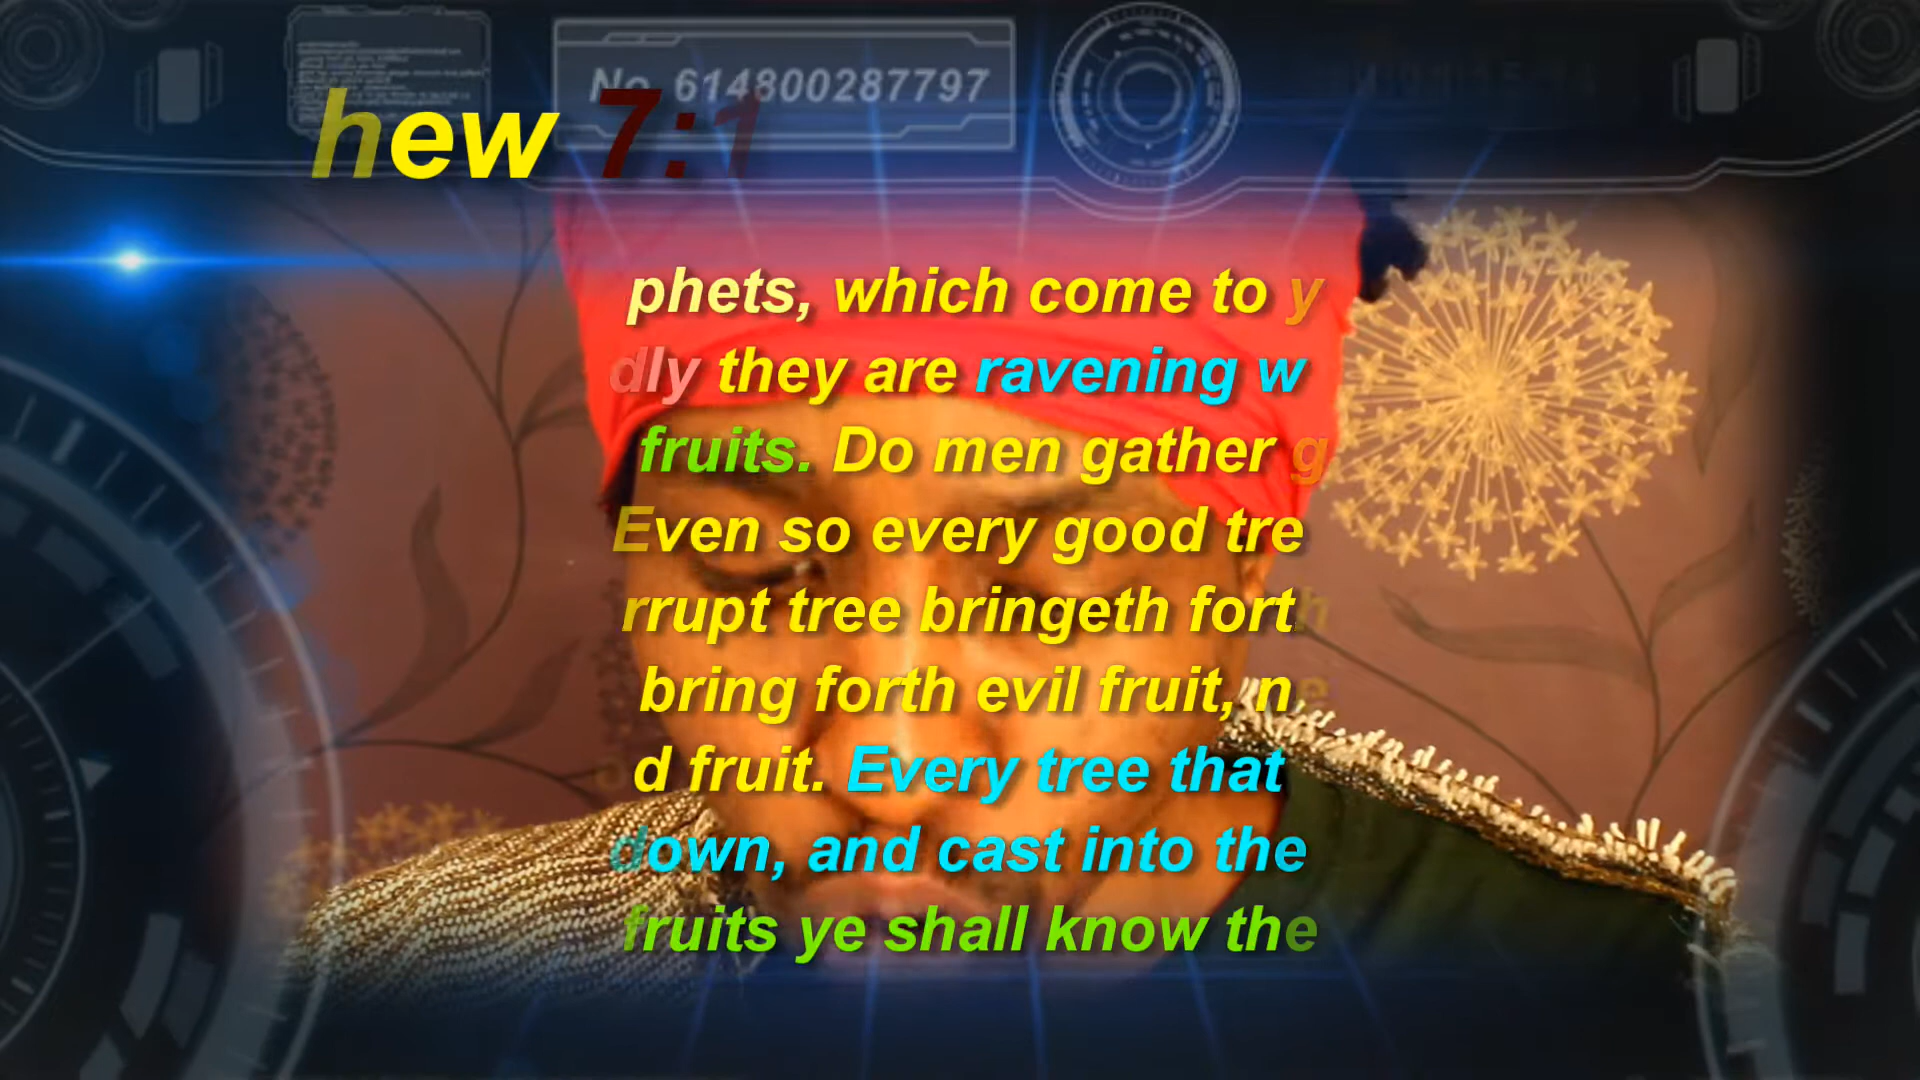 No. 614800287797
hew 7:1
phets, which come to y
dly they are ravening w
fruits. Do men gather g
Even so every good tre
rrupt tree bringeth forth
bring forth evil fruit, ne
d fruit. Every tree that
down, and cast into the
fruits ye shall know the